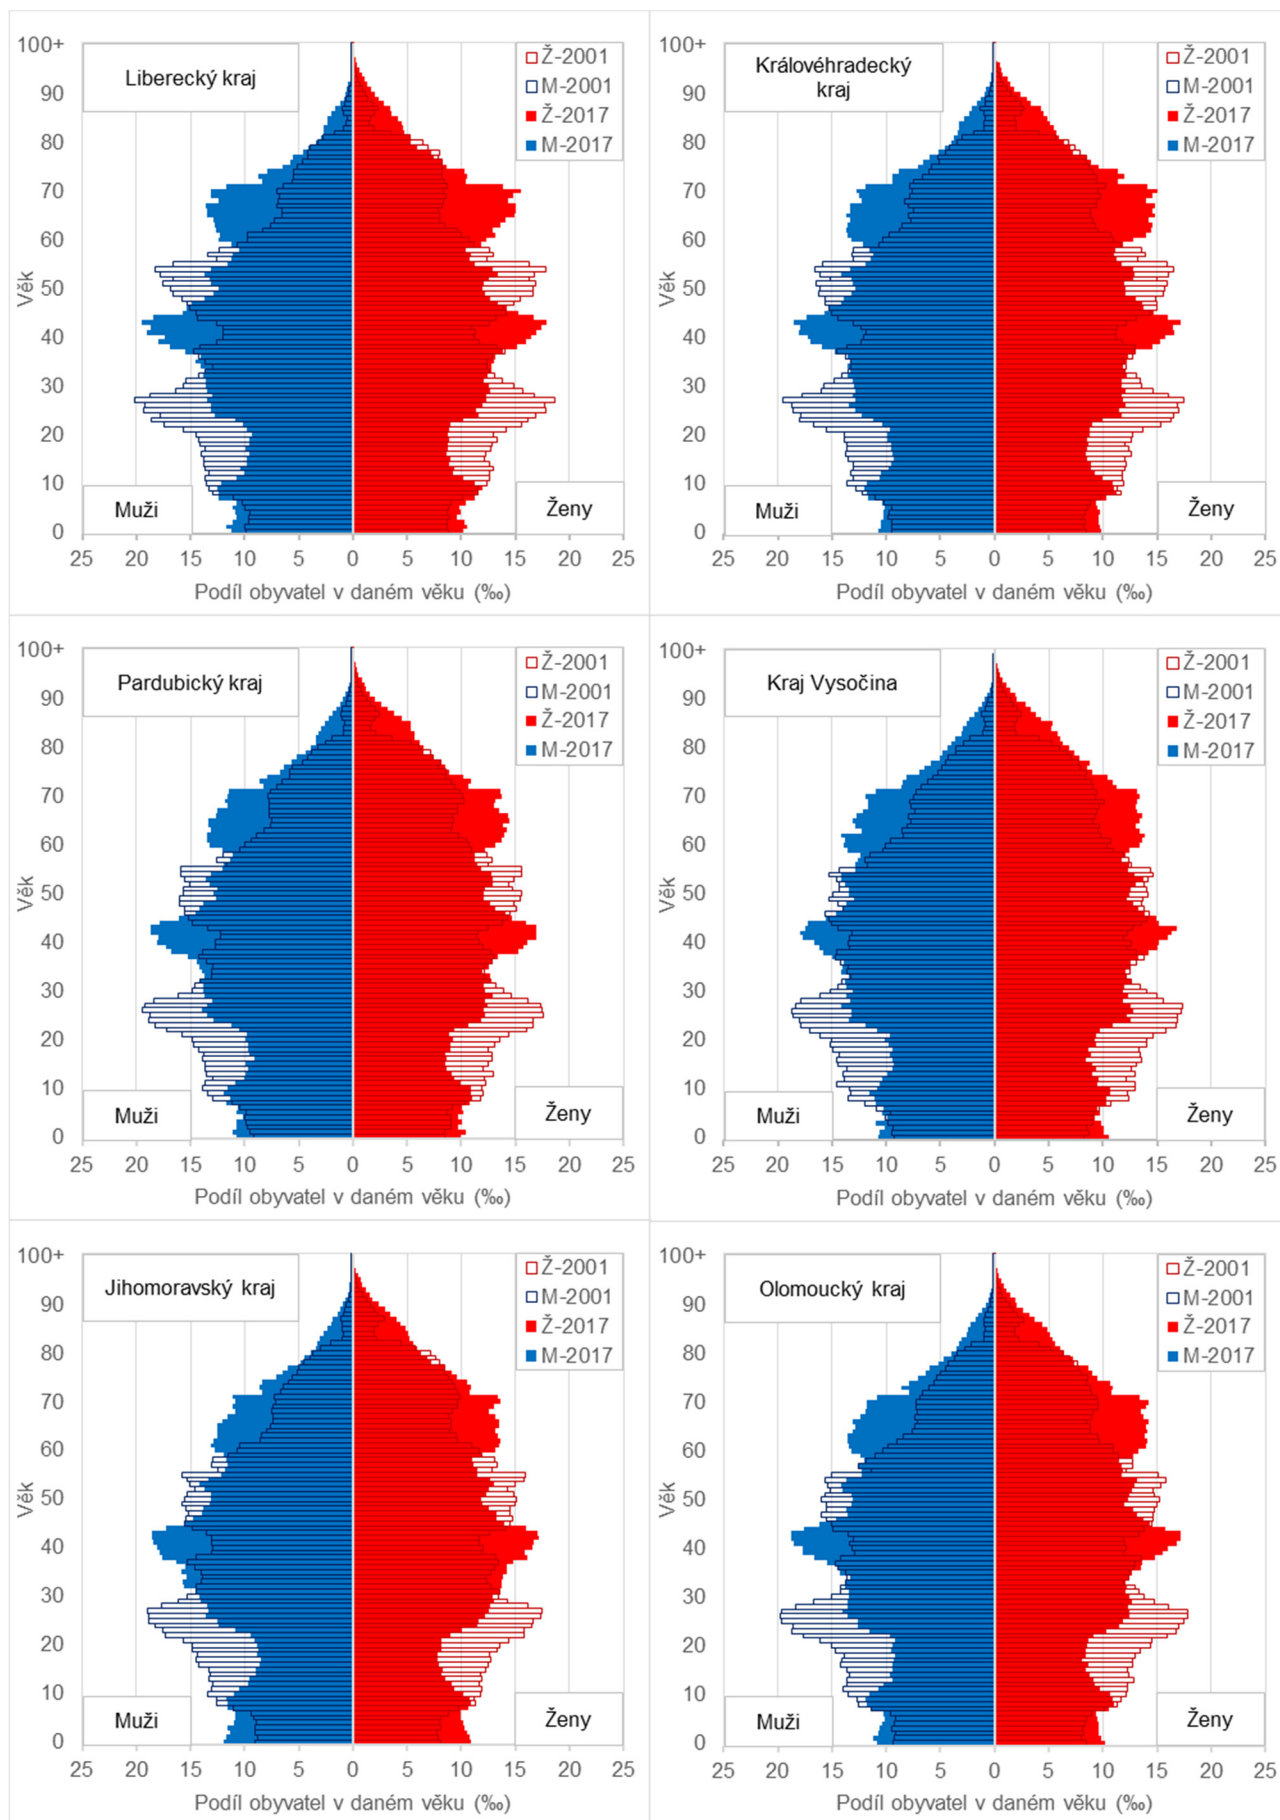 100+
90
80
70
60
50
40
30
20
10
0
Věk
Liberecký kraj
Ž-2001
M-2001
Ž-2017
M-2017
Muži
Ženy
25 20 15 10 5 0 5 10 15 20 25
Podíl obyvatel v daném věku (‰)
100+
90
80
70
60
50
40
30
20
10
0
Věk
Královéhradecký
kraj
Ž-2001
M-2001
Ž-2017
M-2017
Muži
Ženy
25 20 15 10 5 0 5 10 15 20 25
Podíl obyvatel v daném věku (‰)
100+
90
80
70
60
50
40
30
20
10
0
Věk
Pardubický kraj
Ž-2001
M-2001
Ž-2017
M-2017
Muži
Ženy
25 20 15 10 5 0 5 10 15 20 25
Podíl obyvatel v daném věku (‰)
100+
90
80
70
60
50
40
30
20
10
0
Věk
Kraj Vysočina
Ž-2001
M-2001
Ž-2017
M-2017
Muži
Ženy
25 20 15 10 5 0 5 10 15 20 25
Podíl obyvatel v daném věku (‰)
100+
90
80
70
60
50
40
30
20
10
0
Věk
Jihomoravský kraj
Ž-2001
M-2001
Ž-2017
M-2017
Muži
Ženy
25 20 15 10 5 0 5 10 15 20 25
Podíl obyvatel v daném věku (‰)
100+
90
80
70
60
50
40
30
20
10
0
Věk
Olomoucký kraj
Ž-2001
M-2001
Ž-2017
M-2017
Muži
Ženy
25 20 15 10 5 0 5 10 15 20 25
Podíl obyvatel v daném věku (‰)